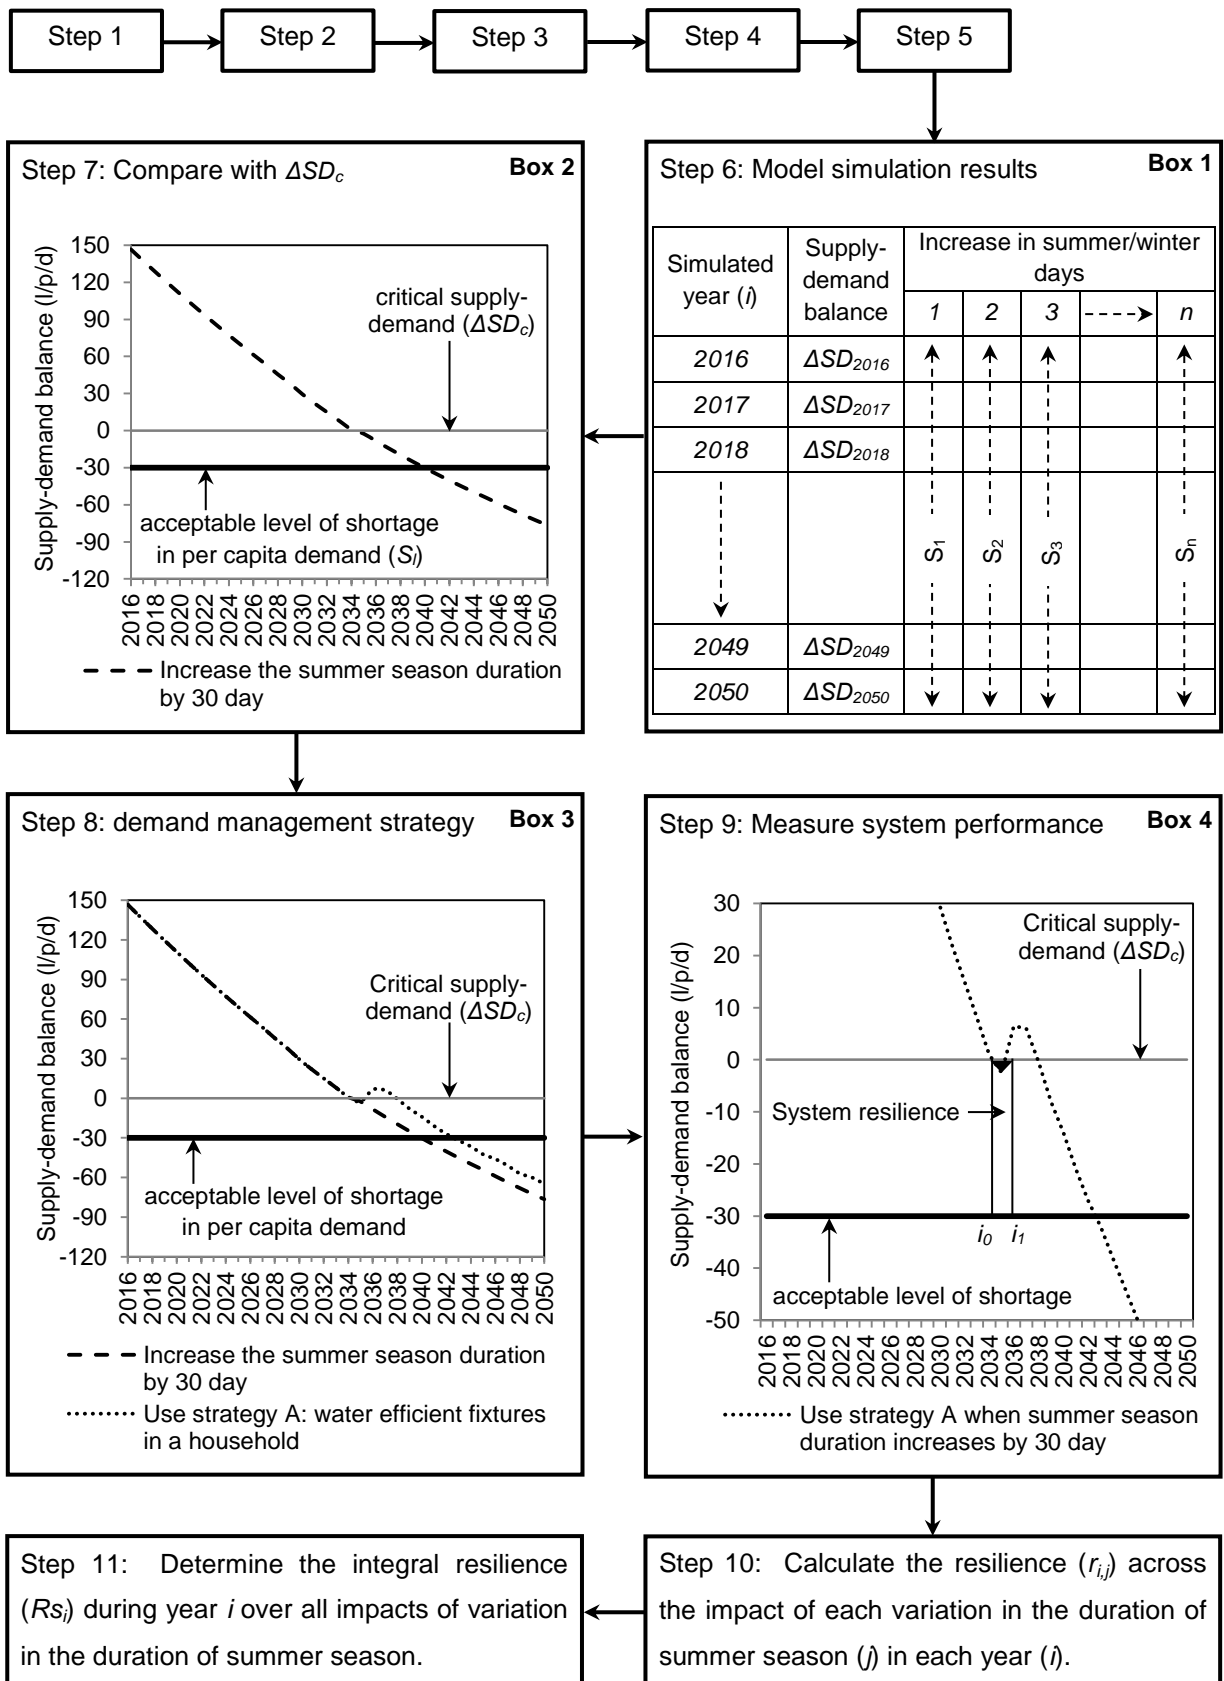 Step 1
Step 2
Step 3
Step 4
Step 5
Step 6: Model simulation results
Box 1
Simulated
year (i)
Supply-
demand
balance
Increase in summer/winter
days
1
2
3
n
2016
ΔSD2016
2017
ΔSD2017
2018
ΔSD2018
2049
ΔSD2049
2050
ΔSD2050
S1
S2
S3
Sn
Step 7: Compare with ΔSDc
Box 2
Supply-demand balance (l/p/d)
150
120
90
60
30
0
-30
-60
-90
-120
critical supply-
demand (ΔSDc)
acceptable level of shortage
in per capita demand (Sl)
2016 2018 2020 2022 2024 2026 2028 2030 2032 2034 2036 2038 2040 2042 2044 2046 2048 2050
Increase the summer season duration
by 30 day
Step 8: demand management strategy
Box 3
Supply-demand balance (l/p/d)
150
120
90
60
30
0
-30
-60
-90
-120
Critical supply-
demand (ΔSDc)
acceptable level of shortage
in per capita demand
2016 2018 2020 2022 2024 2026 2028 2030 2032 2034 2036 2038 2040 2042 2044 2046 2048 2050
Increase the summer season duration
by 30 day
Use strategy A: water efficient fixtures
in a household
Step 9: Measure system performance
Box 4
Supply-demand balance (l/p/d)
30
20
10
0
-10
-20
-30
-40
-50
Critical supply-
demand (ΔSDc)
System resilience
i0
i1
acceptable level of shortage
2016 2018 2020 2022 2024 2026 2028 2030 2032 2034 2036 2038 2040 2042 2044 2046 2048 2050
Use strategy A when summer season
duration increases by 30 day
Step 10: Calculate the resilience (ri,j) across
the impact of each variation in the duration of
summer season (j) in each year (i).
Step 11: Determine the integral resilience
(Rsi) during year i over all impacts of variation
in the duration of summer season.